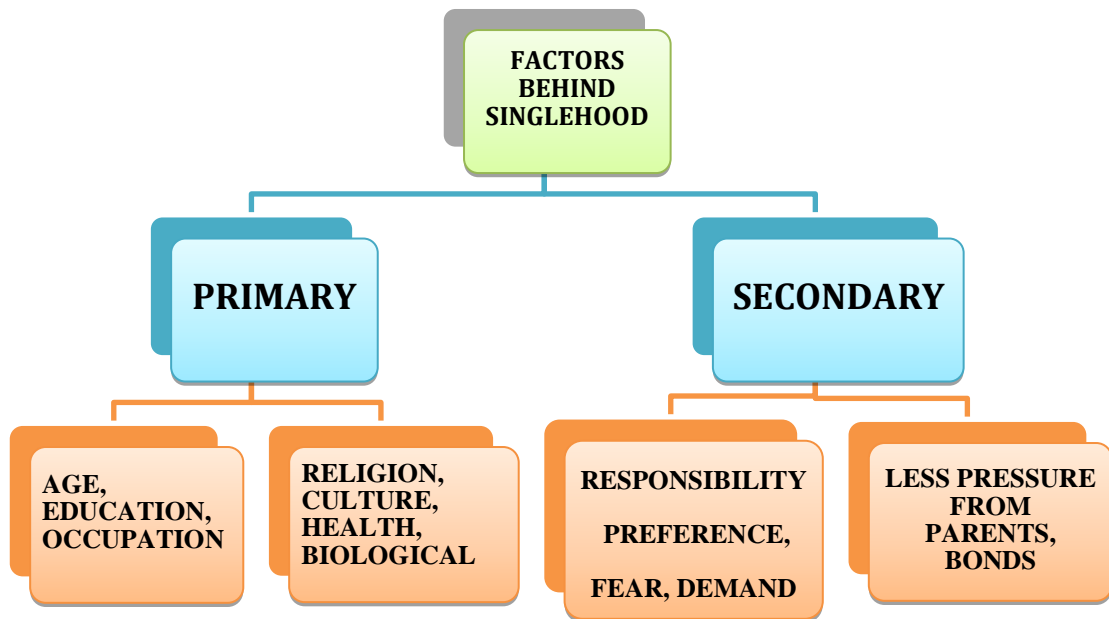 FACTORS
BEHIND
SINGLEHOOD
PRIMARY
SECONDARY
AGE,
EDUCATION,
OCCUPATION
RELIGION,
CULTURE,
HEALTH,
BIOLOGICAL
RESPONSIBILITY
PREFERENCE,
FEAR, DEMAND
LESS PRESSURE
FROM
PARENTS,
BONDS